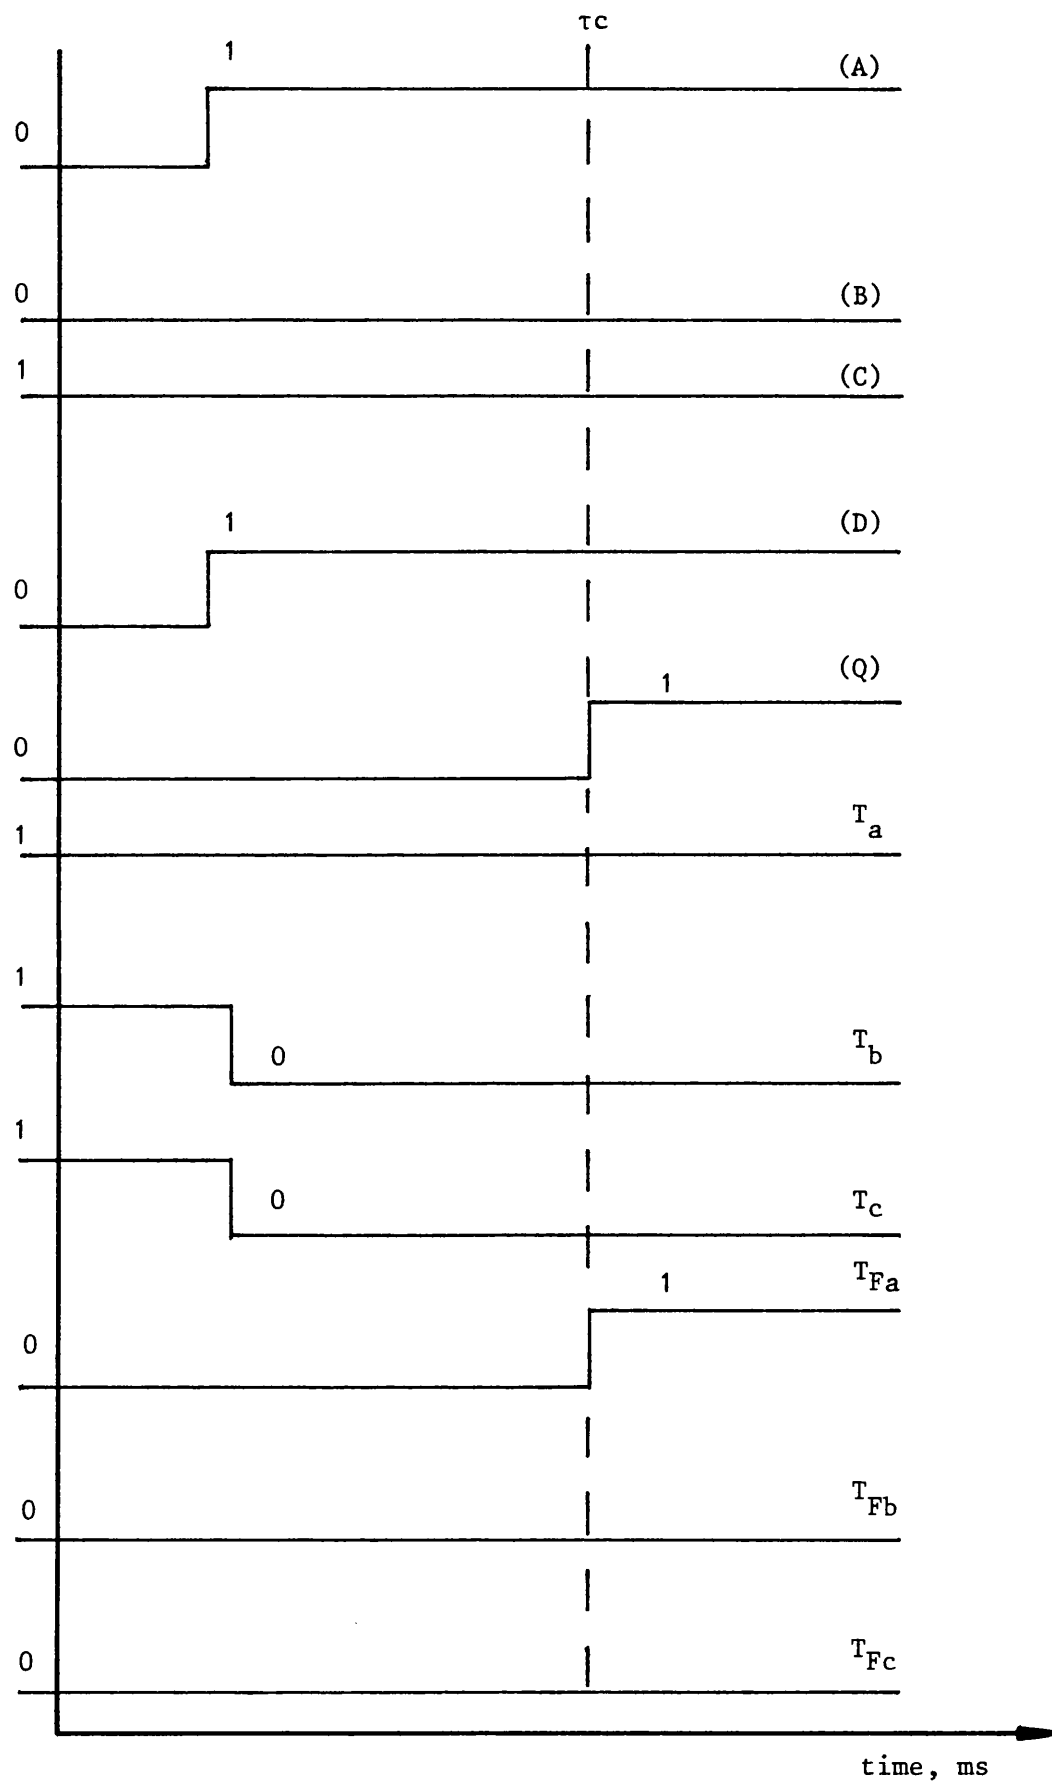 τc
1 (A)
0
0 (B)
1 (C)
1 (D)
0
1 (Q)
0
1 Ta
1
0 Tb
1
0 Tc
1 TFa
0
0 TFb
0 TFc
time, ms